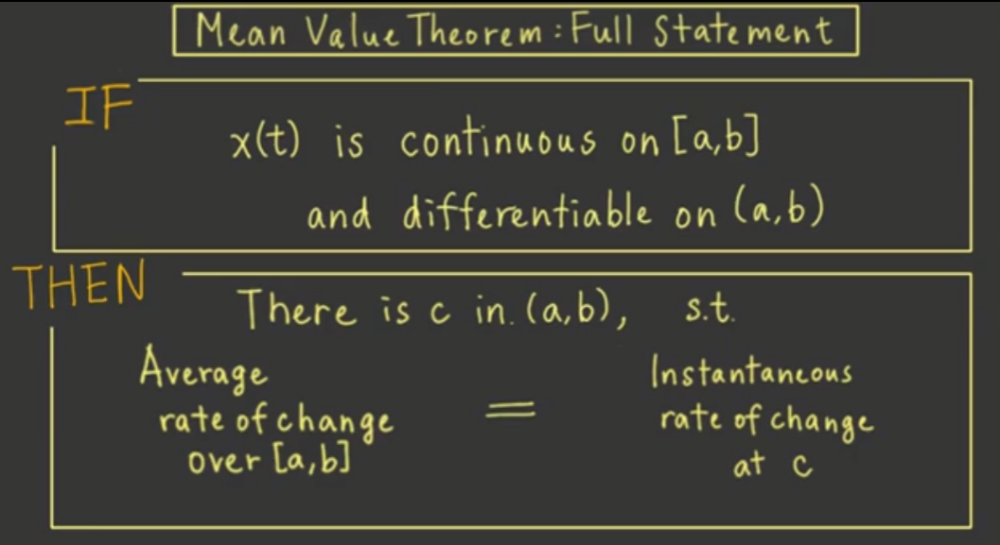 Mean Value Theorem: Full Statement
IF
x(t) is continuous on [a,b]
and differentiable on (a,b)
THEN
There is c in. (a,b), s.t.
Average
rate of change
over [a,b]
=
Instantaneous
rate of change
at c